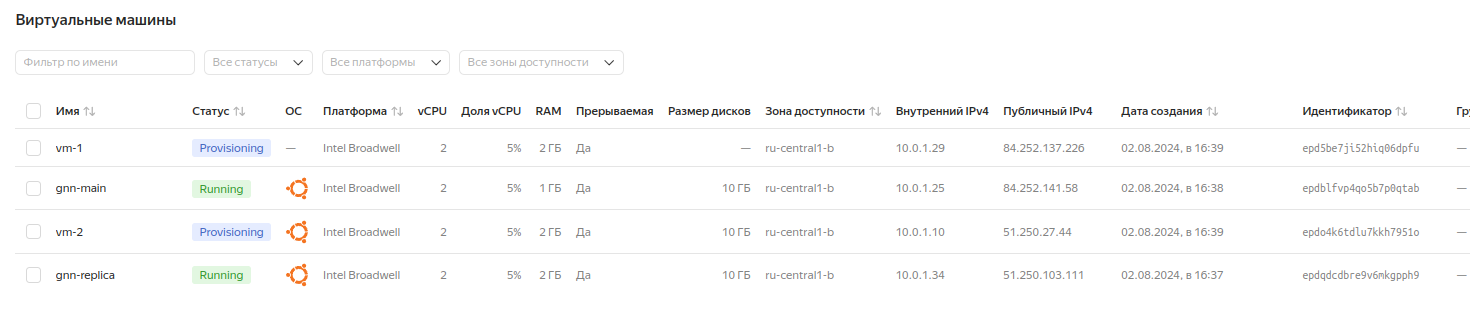 Виртуальные машины
Фильтр по имени Все статусы Все платформы Все зоны доступности
Имя Статус ОС Платформа vCPU Доля vCPU RAM Прерываемая Размер дисков Зона доступности Внутренний IPv4 Публичный IPv4 Дата создания Идентификатор Гру
vm-1 Provisioning — Intel Broadwell 2 5% 2 ГБ Да — ru-central1-b 10.0.1.29 84.252.137.226 02.08.2024, в 16:39 epd5be7ji52hiq06dpfu —
gnn-main Running Intel Broadwell 2 5% 1 ГБ Да 10 ГБ ru-central1-b 10.0.1.25 84.252.141.58 02.08.2024, в 16:38 epdblfvp4qo5b7p0qtab —
vm-2 Provisioning Intel Broadwell 2 5% 2 ГБ Да 10 ГБ ru-central1-b 10.0.1.10 51.250.27.44 02.08.2024, в 16:39 epdo4k6tdlu7kkh7951o —
gnn-replica Running Intel Broadwell 2 5% 2 ГБ Да 10 ГБ ru-central1-b 10.0.1.34 51.250.103.111 02.08.2024, в 16:37 epdqdcdbre9v6mkgpph9 —